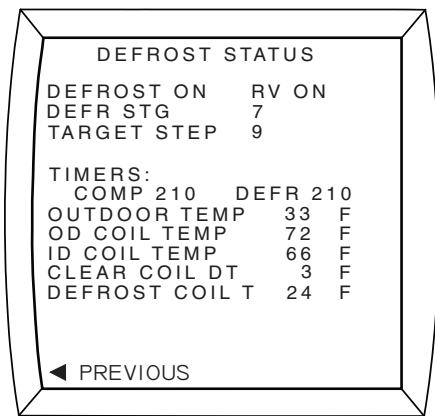 DEFROST STATUS
DEFROST ON RV ON
DEFR STG 7
TARGET STEP 9
TIMERS:
COMP 210 DEFR 210
OUTDOOR TEMP 33 F
OD COIL TEMP 72 F
ID COIL TEMP 66 F
CLEAR COIL DT 3 F
DEFROST COIL T 24 F
◀ PREVIOUS